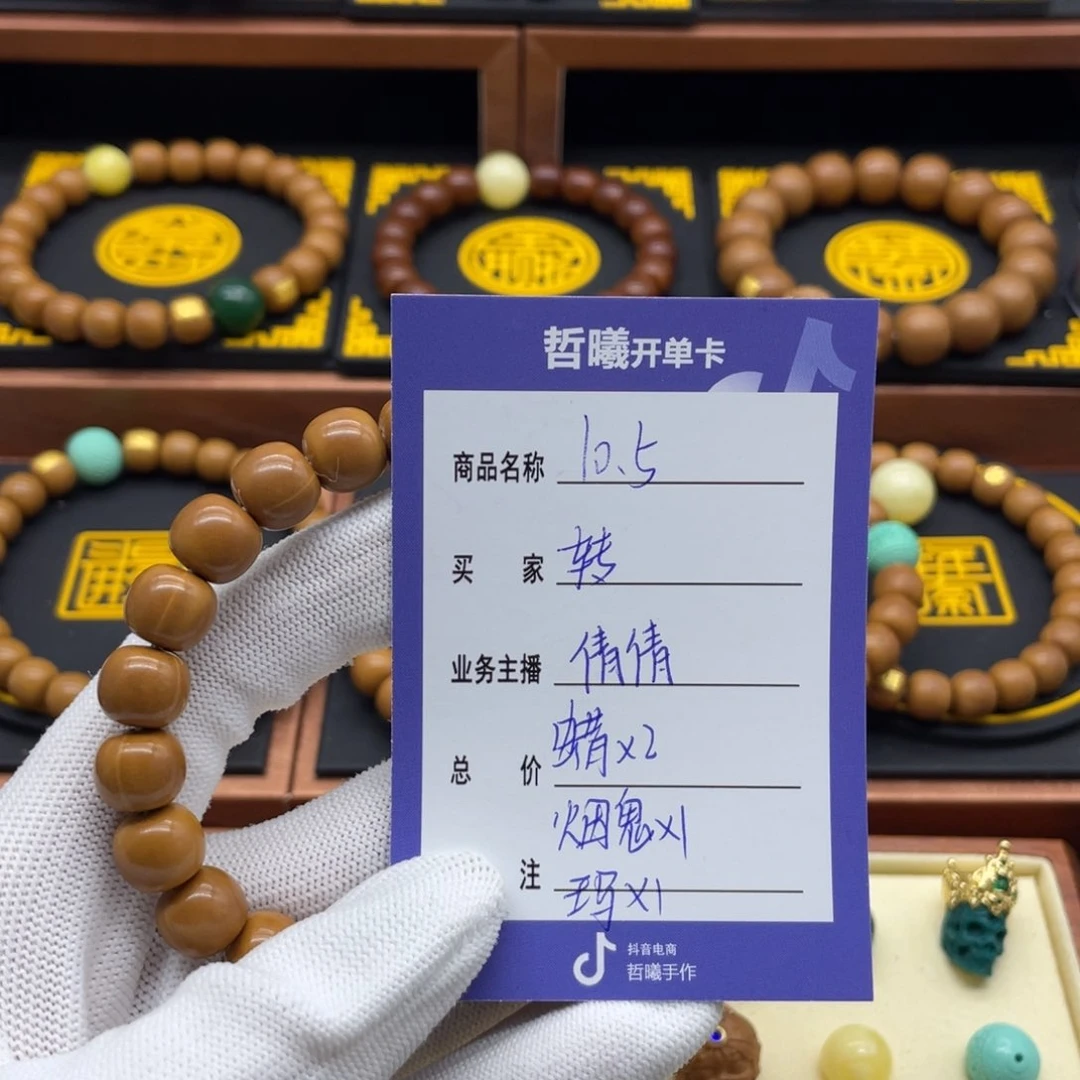 哲曦开单卡
商品名称 10.5
买家 转
业务主播 倩倩
总价 蜡x2
烟鬼x1
注 玛x1
抖音电商
哲曦手作